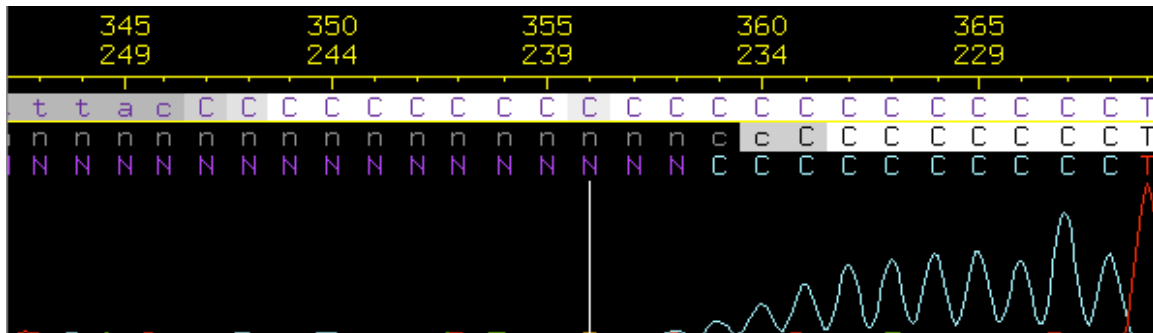 345 350 355 360 365
249 244 239 234 229
t t a c C C C C C C C C C C C C C C C C C C C C C C T
n n n n n n n n n n n n n n n n c c C C C C C C C C T
N N N N N N N N N N N N N N N N C C C C C C C C C C T